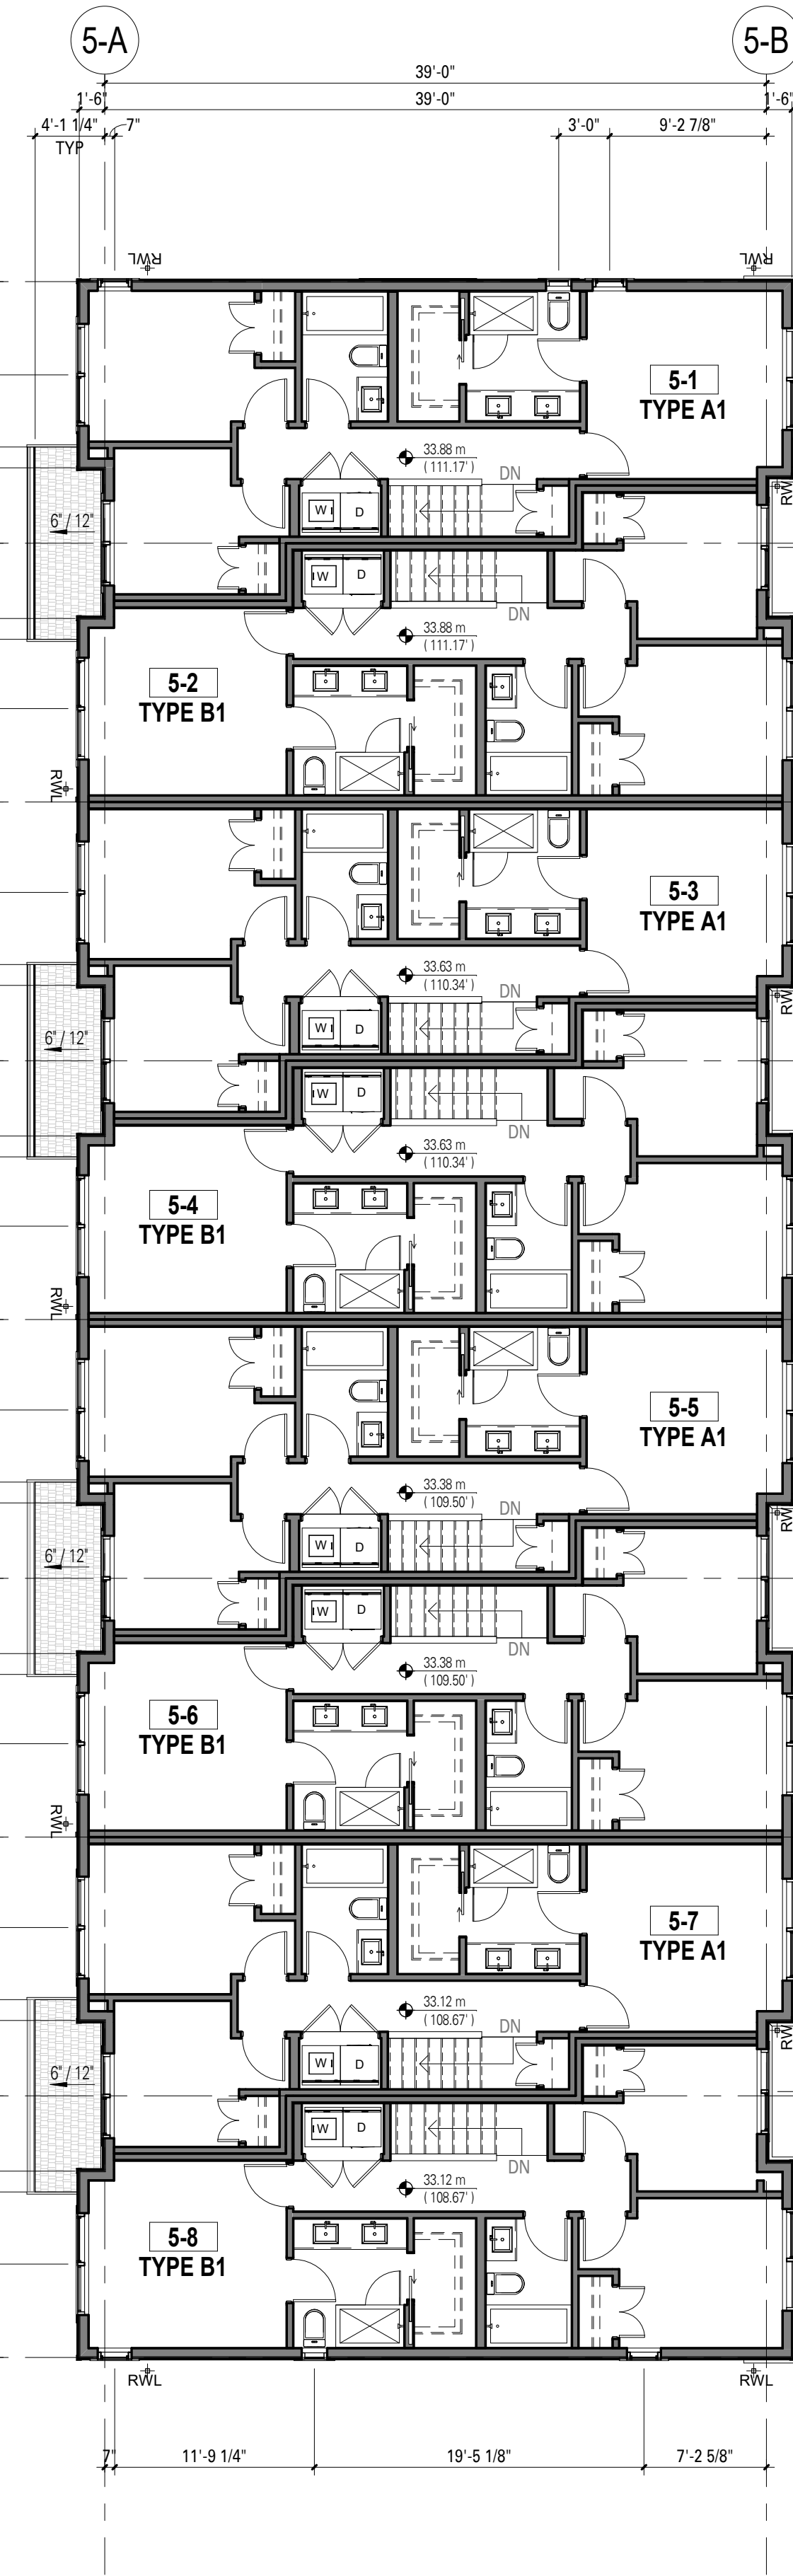 5-A
5-B
39'-0"
1'-6"
39'-0"
1'-6"
4'-1 1/4"
7"
3'-0"
9'-2 7/8"
TYP
RWL
RWL
5-1
TYPE A1
33.88 m
( 111.17' )
DN
RW
W
D
6" / 12"
W
D
DN
33.88 m
( 111.17' )
5-2
TYPE B1
RWL
5-3
TYPE A1
33.63 m
( 110.34' )
DN
RW
W
D
6" / 12"
W
D
DN
33.63 m
( 110.34' )
5-4
TYPE B1
RWL
5-5
TYPE A1
33.38 m
( 109.50' )
DN
RW
W
D
6" / 12"
W
D
DN
33.38 m
( 109.50' )
5-6
TYPE B1
RWL
5-7
TYPE A1
33.12 m
( 108.67' )
DN
RW
W
D
6" / 12"
W
D
DN
33.12 m
( 108.67' )
5-8
TYPE B1
RWL
RWL
7"
11'-9 1/4"
19'-5 1/8"
7'-2 5/8"